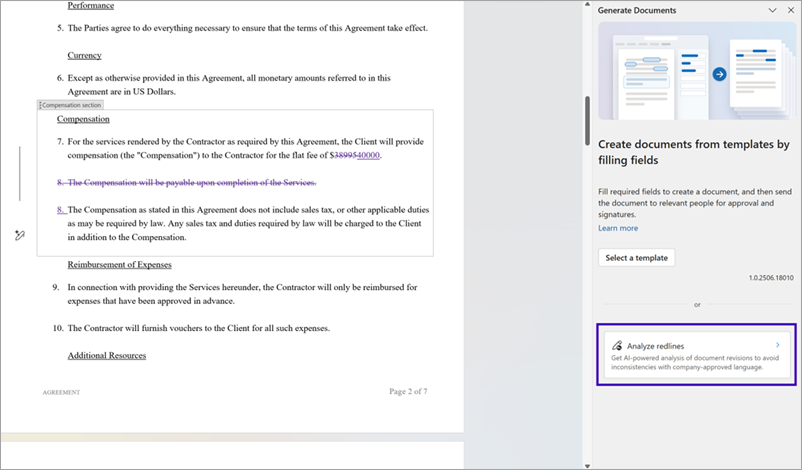 Performance
5. The Parties agree to do everything necessary to ensure that the terms of this Agreement take effect.
Currency
6. Except as otherwise provided in this Agreement, all monetary amounts referred to in this
Agreement are in US Dollars.
Compensation section
Compensation
7. For the services rendered by the Contractor as required by this Agreement, the Client will provide
compensation (the "Compensation") to the Contractor for the flat fee of $3899540000.
8. The Compensation will be payable upon completion of the Services.
8. The Compensation as stated in this Agreement does not include sales tax, or other applicable duties
as may be required by law. Any sales tax and duties required by law will be charged to the Client
in addition to the Compensation.
Reimbursement of Expenses
9. In connection with providing the Services hereunder, the Contractor will only be reimbursed for
expenses that have been approved in advance.
10. The Contractor will furnish vouchers to the Client for all such expenses.
Additional Resources
AGREEMENT Page 2 of 7
Generate Documents
Create documents from templates by
filling fields
Fill required fields to create a document, and then send
the document to relevant people for approval and
signatures.
Learn more
Select a template
1.0.2506.18010
or
Analyze redlines
Get AI-powered analysis of document revisions to avoid
inconsistencies with company-approved language.